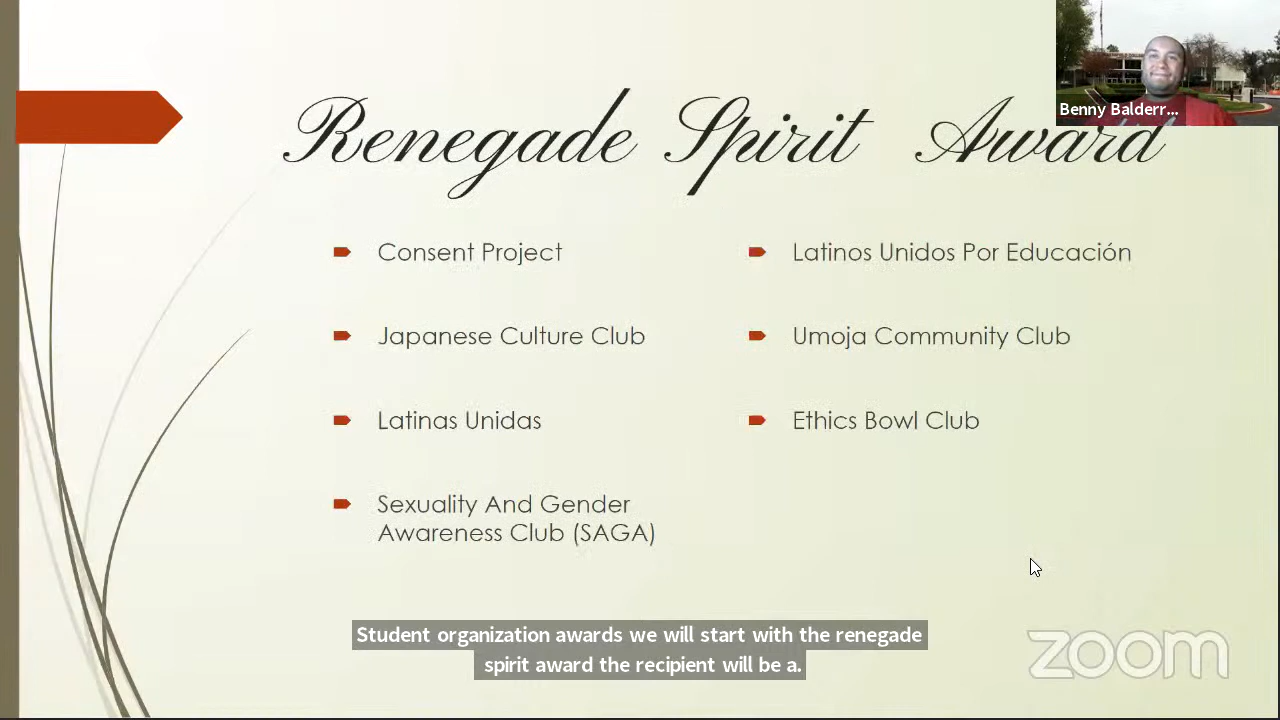 Renegade Spirit Award
Benny Balderr...
Consent Project
Japanese Culture Club
Latinas Unidas
Sexuality And Gender
Awareness Club (SAGA)
Latinos Unidos Por Educación
Umoja Community Club
Ethics Bowl Club
Student organization awards we will start with the renegade
spirit award the recipient will be a.
zoom